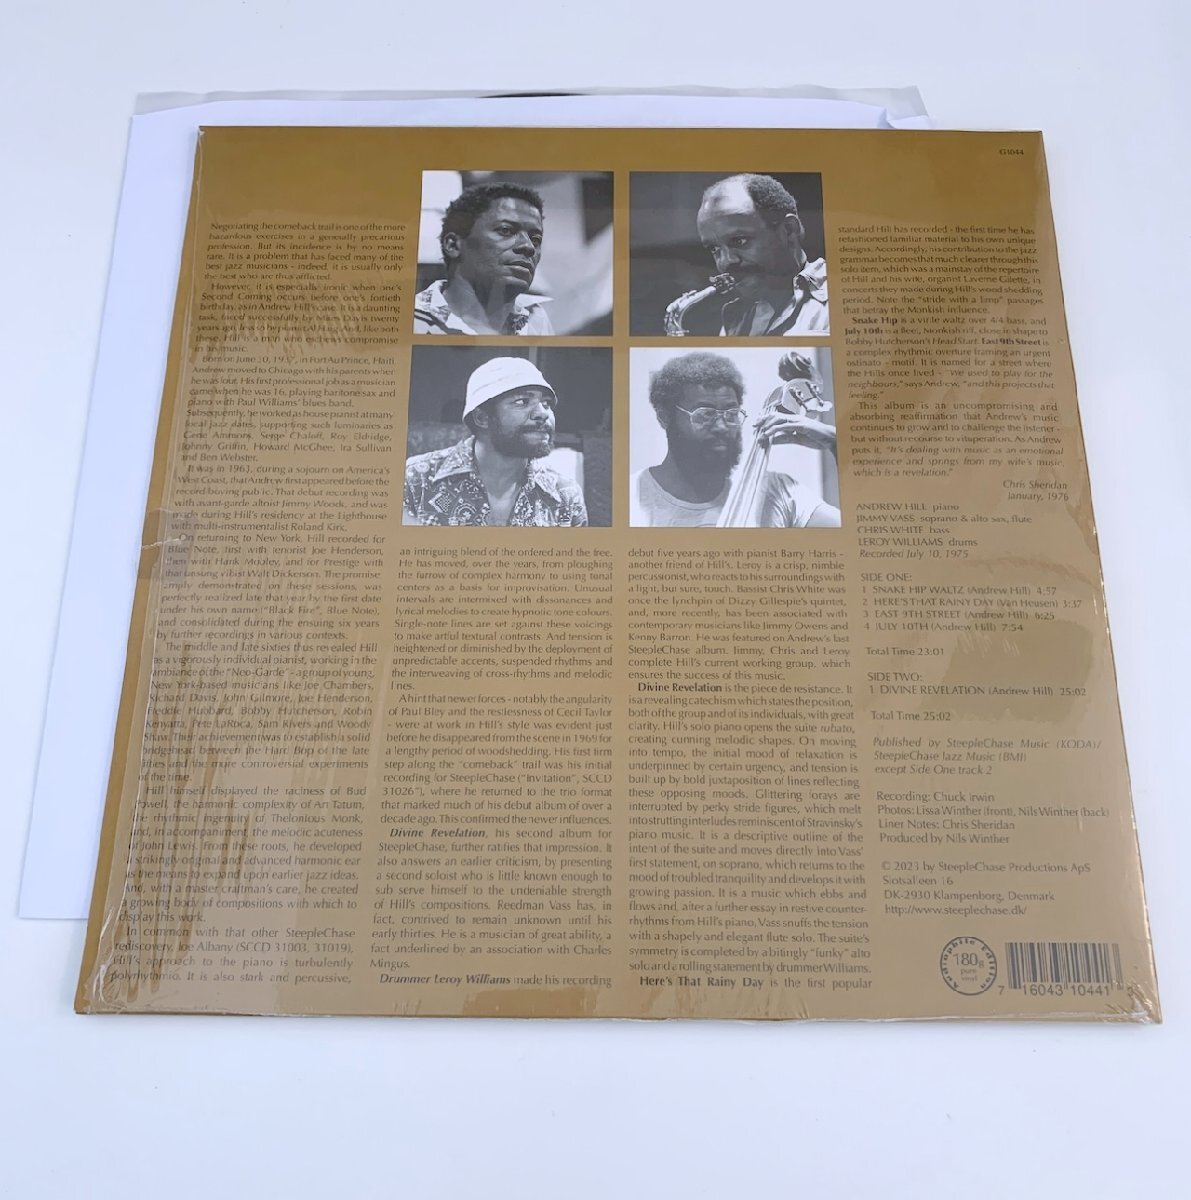 G1044
Negotiating the comeback trail is one of the more
hazardous exercises in a generally precarious
profession. But its incidence is by no means
rare. It is a problem that has faced many of the
best jazz musicians - indeed, it is usually only
the best who are thus afflicted.
However, it is especially ironic when one's
Second Coming occurs before one's fortieth
birthday, as in Andrew Hill's case. It is a daunting
task, faced successfully by Miles Davis twenty
years ago, less so by others. Hill, like both
these, Hill is a man who eschews compromise
in his music.
Born on June 30, 1937, in Fort Au Prince, Haiti,
Andrew moved to Chicago with his parents when
he was four. His first professional job as a musician
came when he was 16, playing baritone sax and
piano with Paul Williams' blues band.
Subsequently, he worked as house pianist at many
local jazz dates, supporting such luminaries as
Gene Ammons, Serge Chaloff, Roy Eldridge,
Johnny Griffin, Howard McGhee, Ira Sullivan
and Ben Webster.
It was in 1963, during a sojourn on America's
West Coast, that Andrew first appeared before the
record buying public. That debut recording was
with avant-garde altoist Jimmy Woods, and was
made during Hill's residency at the Lighthouse
with multi-instrumentalist Roland Kirk.
On returning to New York, Hill recorded for
Blue Note, first with tenorist Joe Henderson,
then with Hank Mobley, and for Prestige with
that unsung vibist Walt Dickerson. The promise
amply demonstrated on these sessions, was
perfectly realized late that year by the first date
under his own name ("Black Fire", Blue Note),
and consolidated during the ensuing six years
by further recordings in various contexts.
The middle and late sixties thus revealed Hill
as a vigorously individual pianist, working in the
ambiance of the "Neo-Garde" - a group of young,
New York-based musicians like Joe Chambers,
Richard Davis, John Gilmore, Joe Henderson,
Freddie Hubbard, Bobby Hutcherson, Robin
Kenyatta, Pete LaRoca, Sam Rivers and Woody
Shaw. Their achievement was to establish a solid
bridgehead between the Hard Bop of the late
fifties and the more controversial experiments
of the time.
Hill himself displayed the raciness of Bud
Powell, the harmonic complexity of Art Tatum,
the rhythmic ingenuity of Thelonious Monk,
and, in accompaniment, the melodic acuteness
of John Lewis. From these roots, he developed
a strikingly original and advanced harmonic ear
as the means to expand upon earlier jazz ideas.
And, with a master craftsman's care, he created
a growing body of compositions with which to
display this work.
In common with that other SteepleChase
rediscovery, Joe Albany (SCCD 31003, 31019),
Hill's approach to the piano is turbulently
polyrhythmic. It is also stark and percussive,
an intriguing blend of the ordered and the free.
He has moved, over the years, from ploughing
the furrow of complex harmony to using tonal
centers as a basis for improvisation. Unusual
intervals are intermixed with dissonances and
lyrical melodies to create hypnotic tone colours.
Single-note lines are set against these voicings
to make artful textural contrasts. And tension is
heightened or diminished by the deployment of
unpredictable accents, suspended rhythms and
the interweaving of cross-rhythms and melodic
lines.
A hint that newer forces - notably the angularity
of Paul Bley and the restlessness of Cecil Taylor
- were at work in Hill's style was evident just
before he disappeared from the scene in 1969 for
a lengthy period of woodshedding. His first firm
step along the "comeback" trail was his initial
recording for SteepleChase ("Invitation", SCCD
31026"), where he returned to the trio format
that marked much of his debut album of over a
decade ago. This confirmed the newer influences.
Divine Revelation, his second album for
SteepleChase, further ratifies that impression. It
also answers an earlier criticism, by presenting
a second soloist who is little known enough to
sub serve himself to the undeniable strength
of Hill's compositions. Reedman Vass has, in
fact, contrived to remain unknown until his
early thirties. He is a musician of great ability, a
fact underlined by an association with Charles
Mingus.
Drummer Leroy Williams made his recording
debut five years ago with pianist Barry Harris -
another friend of Hill's. Leroy is a crisp, nimble
percussionist, who reacts to his surroundings with
a light, but sure, touch. Bassist Chris White was
once the lynchpin of Dizzy Gillespie's quintet,
and, more recently, has been associated with
contemporary musicians like Jimmy Owens and
Kenny Barron. He was featured on Andrew's last
SteepleChase album. Jimmy, Chris and Leroy
complete Hill's current working group, which
ensures the success of this music.
Divine Revelation is the piece de resistance. It
is a revealing catechism which states the position,
both of the group and of its individuals, with great
clarity. Hill's solo piano opens the suite rubato,
creating cunning melodic shapes. On moving
into tempo, the initial mood of relaxation is
underpinned by certain urgency, and tension is
built up by bold juxtaposition of lines reflecting
these opposing moods. Glittering forays are
interrupted by perky stride figures, which melt
into strutting interludes reminiscent of Stravinsky's
piano music. It is a descriptive outline of the
intent of the suite and moves directly into Vass'
first statement, on soprano, which returns to the
mood of troubled tranquility and develops it with
growing passion. It is a music which ebbs and
flows and, after a further essay in restive counter-
rhythms from Hill's piano, Vass snuffs the tension
with a shapely and elegant flute solo. The suite's
symmetry is completed by a bitingly "funky" alto
solo and a rolling statement by drummer Williams.
Here's That Rainy Day is the first popular
standard Hill has recorded - the first time he has
refashioned familiar material to his own unique
designs. Accordingly, his contribution to the jazz
grammar becomes that much clearer through this
solo item, which was a mainstay of the repertoire
of Hill and his wife, organist Laverne Gilette, in
concerts they made during Hill's wood shedding
period. Note the "stride with a limp" passages
that betray the Monkish influence.
Snake Hip is a virile waltz over 4/4 bass, and
July 10th is a fleet, Monkish riff, close in shape to
Bobby Hutcherson's Head Start. East 9th Street is
a complex rhythmic overture framing an urgent
ostinato - motif. It is named for a street where
the Hills once lived - "We used to play for the
neighbours," says Andrew, "and this projects that
feeling."
This album is an uncompromising and
absorbing reaffirmation that Andrew's music
continues to grow and to challenge the listener -
but without recourse to vituperation. As Andrew
puts it, "It's dealing with music as an emotional
experience and springs from my wife's music,
which is a revelation."
Chris Sheridan
January, 1976
ANDREW HILL piano
JIMMY VASS soprano & alto sax, flute
CHRIS WHITE bass
LEROY WILLIAMS drums
Recorded July 10, 1975
SIDE ONE:
1 SNAKE HIP WALTZ (Andrew Hill) 4:57
2 HERE'S THAT RAINY DAY (Van Heusen) 3:37
3 EAST 9TH STREET (Andrew Hill) 6:25
4 JULY 10TH (Andrew Hill) 7:54
Total Time 23:01
SIDE TWO:
1 DIVINE REVELATION (Andrew Hill) 25:02
Total Time 25:02
Published by SteepleChase Music (KODA)/
SteepleChase Jazz Music (BMI)
except Side One track 2
Recording: Chuck Irwin
Photos: Lissa Winther (front), Nils Winther (back)
Liner Notes: Chris Sheridan
Produced by Nils Winther
© 2023 by SteepleChase Productions ApS
Slotsalleen 16
DK-2930 Klampenborg, Denmark
http://www.steeplechase.dk/
Audiophile Edition
180g
pure
vinyl
7 16043 10441 3